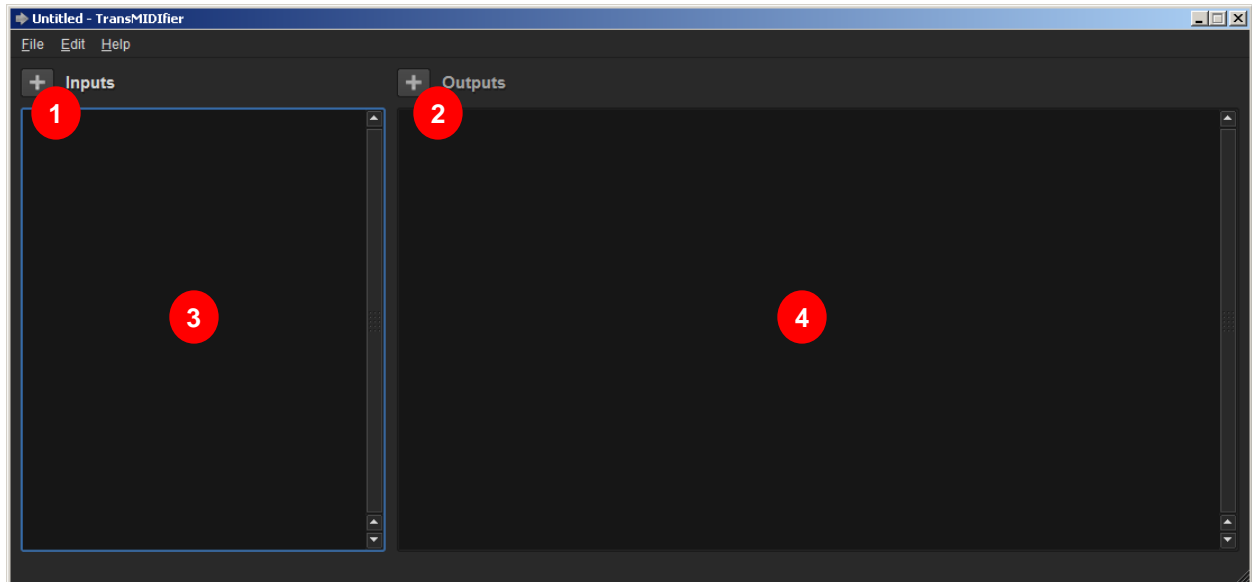 Untitled - TransMIDIfier
File Edit Help
Inputs Outputs
1 2
3 4